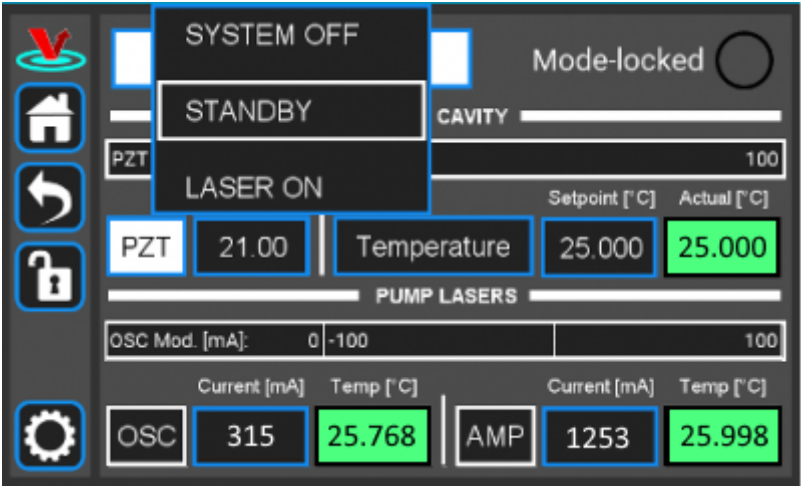 SYSTEM OFF
STANDBY
LASER ON
Mode-locked
CAVITY
PZT 100
Setpoint [°C] Actual [°C]
PZT 21.00 Temperature 25.000 25.000
PUMP LASERS
OSC Mod. [mA]: 0 -100 100
Current [mA] Temp [°C] Current [mA] Temp [°C]
OSC 315 25.768 AMP 1253 25.998